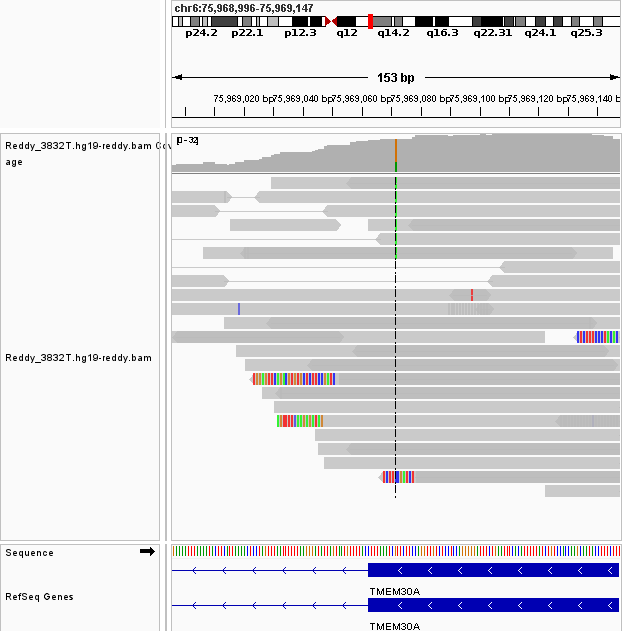 chr6:75,968,996-75,969,147
p24.2 p22.1 p12.3 q12 q14.2 q16.3 q22.31 q24.1 q25.3
153 bp
75,969,020 bp 75,969,040 bp 75,969,060 bp 75,969,080 bp 75,969,100 bp 75,969,120 bp 75,969,140 b
Reddy_3832T.hg19-reddy.bam Cov
age
[0-32]
Reddy_3832T.hg19-reddy.bam
Sequence
RefSeq Genes
TMEM30A
TMEM30A